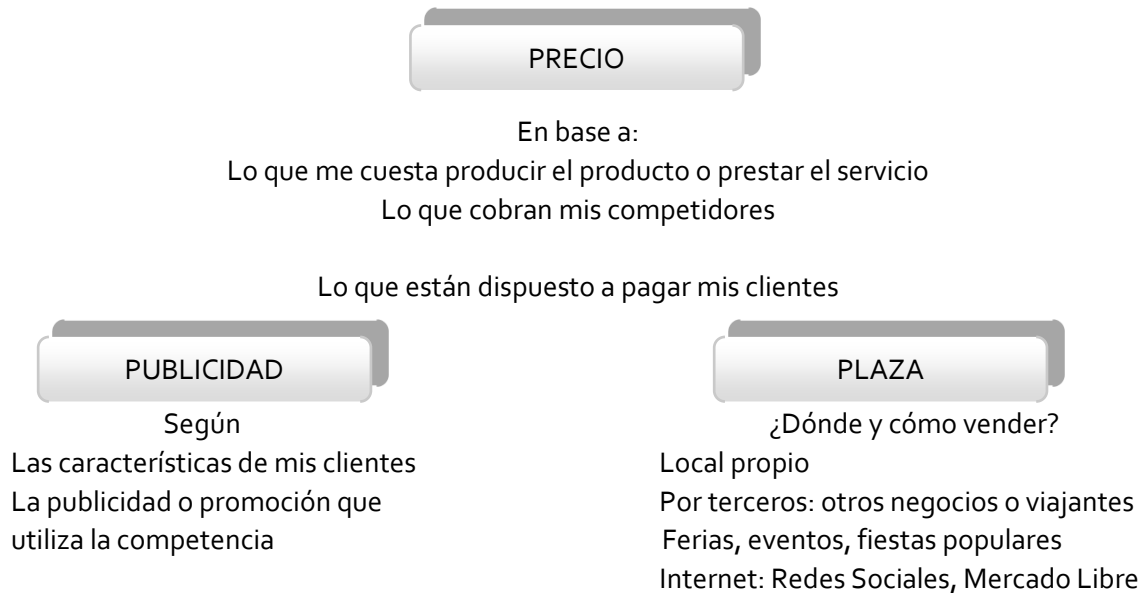 PRECIO
En base a:
Lo que me cuesta producir el producto o prestar el servicio
Lo que cobran mis competidores
Lo que están dispuesto a pagar mis clientes
PUBLICIDAD
Según
Las características de mis clientes
La publicidad o promoción que
utiliza la competencia
PLAZA
¿Dónde y cómo vender?
Local propio
Por terceros: otros negocios o viajantes
Ferias, eventos, fiestas populares
Internet: Redes Sociales, Mercado Libre